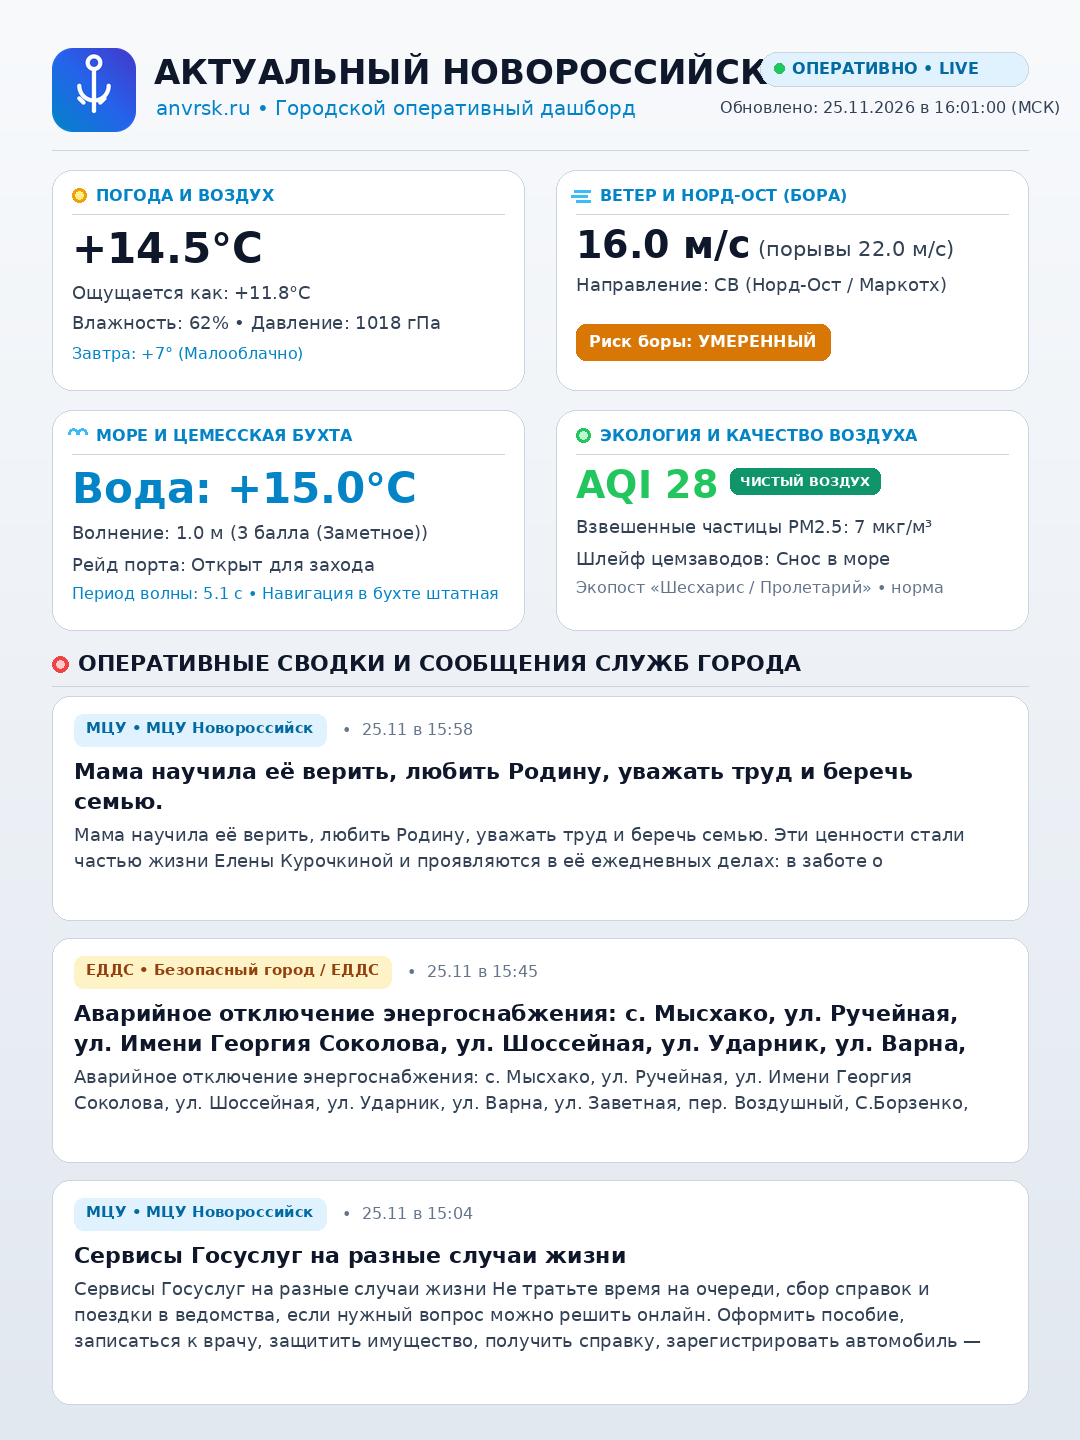 АКТУАЛЬНЫЙ НОВОРОССИЙСК
ОПЕРАТИВНО • LIVE
anvrsk.ru • Городской оперативный дашборд
Обновлено: 25.11.2026 в 16:01:00 (МСК)
ПОГОДА И ВОЗДУХ
+14.5°C
Ощущается как: +11.8°C
Влажность: 62% • Давление: 1018 гПа
Завтра: +7° (Малооблачно)
ВЕТЕР И НОРД-ОСТ (БОРА)
16.0 м/с (порывы 22.0 м/с)
Направление: СВ (Норд-Ост / Маркотх)
Риск боры: УМЕРЕННЫЙ
МОРЕ И ЦЕМЕССКАЯ БУХТА
Вода: +15.0°C
Волнение: 1.0 м (3 балла (Заметное))
Рейд порта: Открыт для захода
Период волны: 5.1 с • Навигация в бухте штатная
ЭКОЛОГИЯ И КАЧЕСТВО ВОЗДУХА
AQI 28 ЧИСТЫЙ ВОЗДУХ
Взвешенные частицы PM2.5: 7 мкг/м³
Шлейф цемзаводов: Снос в море
Экопост «Шесхарис / Пролетарий» • норма
ОПЕРАТИВНЫЕ СВОДКИ И СООБЩЕНИЯ СЛУЖБ ГОРОДА
МЦУ • МЦУ Новороссийск • 25.11 в 15:58
Мама научила её верить, любить Родину, уважать труд и беречь
семью.
Мама научила её верить, любить Родину, уважать труд и беречь семью. Эти ценности стали
частью жизни Елены Курочкиной и проявляются в её ежедневных делах: в заботе о
ЕДДС • Безопасный город / ЕДДС • 25.11 в 15:45
Аварийное отключение энергоснабжения: с. Мысхако, ул. Ручейная,
ул. Имени Георгия Соколова, ул. Шоссейная, ул. Ударник, ул. Варна,
Аварийное отключение энергоснабжения: с. Мысхако, ул. Ручейная, ул. Имени Георгия
Соколова, ул. Шоссейная, ул. Ударник, ул. Варна, ул. Заветная, пер. Воздушный, С.Борзенко,
МЦУ • МЦУ Новороссийск • 25.11 в 15:04
Сервисы Госуслуг на разные случаи жизни
Сервисы Госуслуг на разные случаи жизни Не тратьте время на очереди, сбор справок и
поездки в ведомства, если нужный вопрос можно решить онлайн. Оформить пособие,
записаться к врачу, защитить имущество, получить справку, зарегистрировать автомобиль —